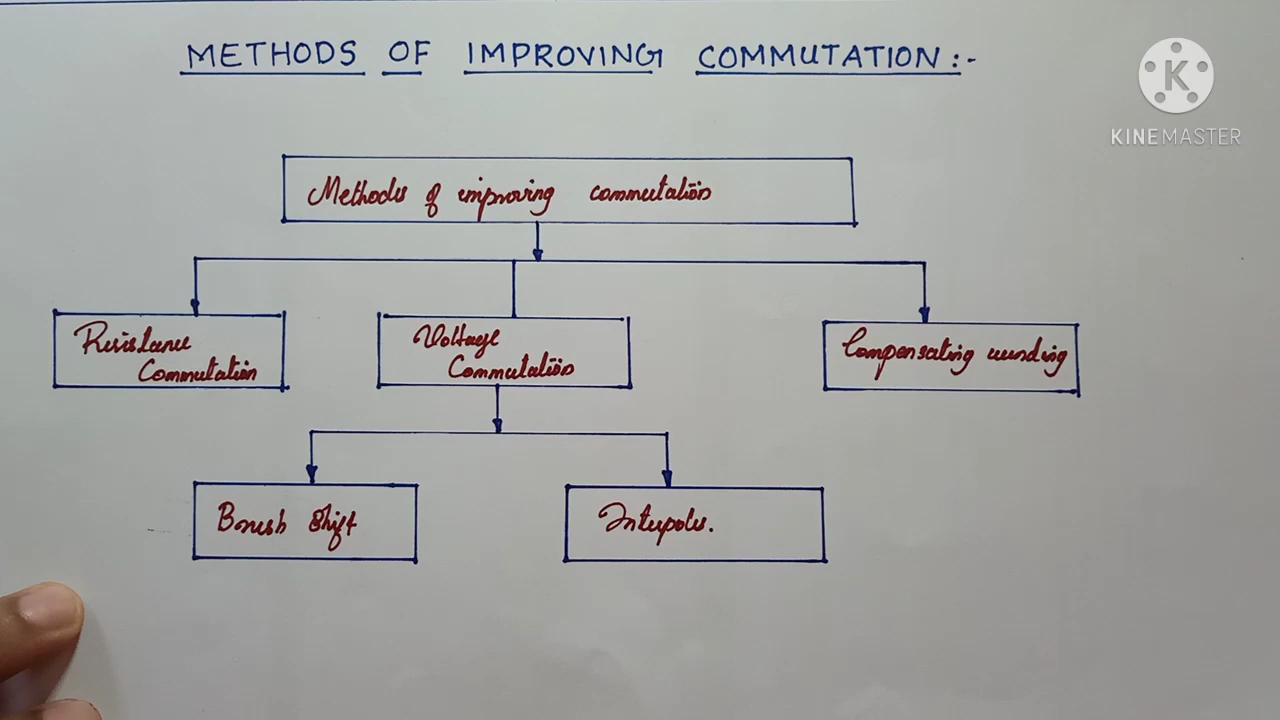 METHODS OF IMPROVING COMMUTATION :-
K
KINEMASTER
Methods of improving commutation
Resistance
Commutation
Voltage
Commutation
Compensating winding
Brush shift
Interpoles.